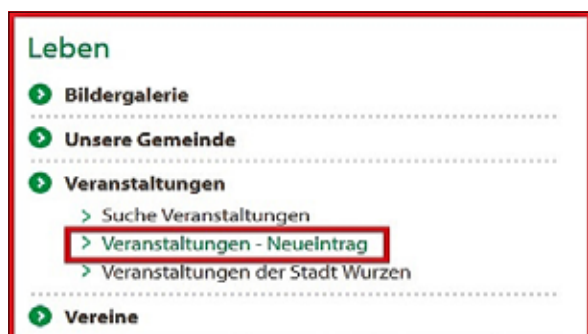 Leben
Bildergalerie
Unsere Gemeinde
Veranstaltungen
Suche Veranstaltungen
Veranstaltungen - Neueintrag
Veranstaltungen der Stadt Wurzen
Vereine